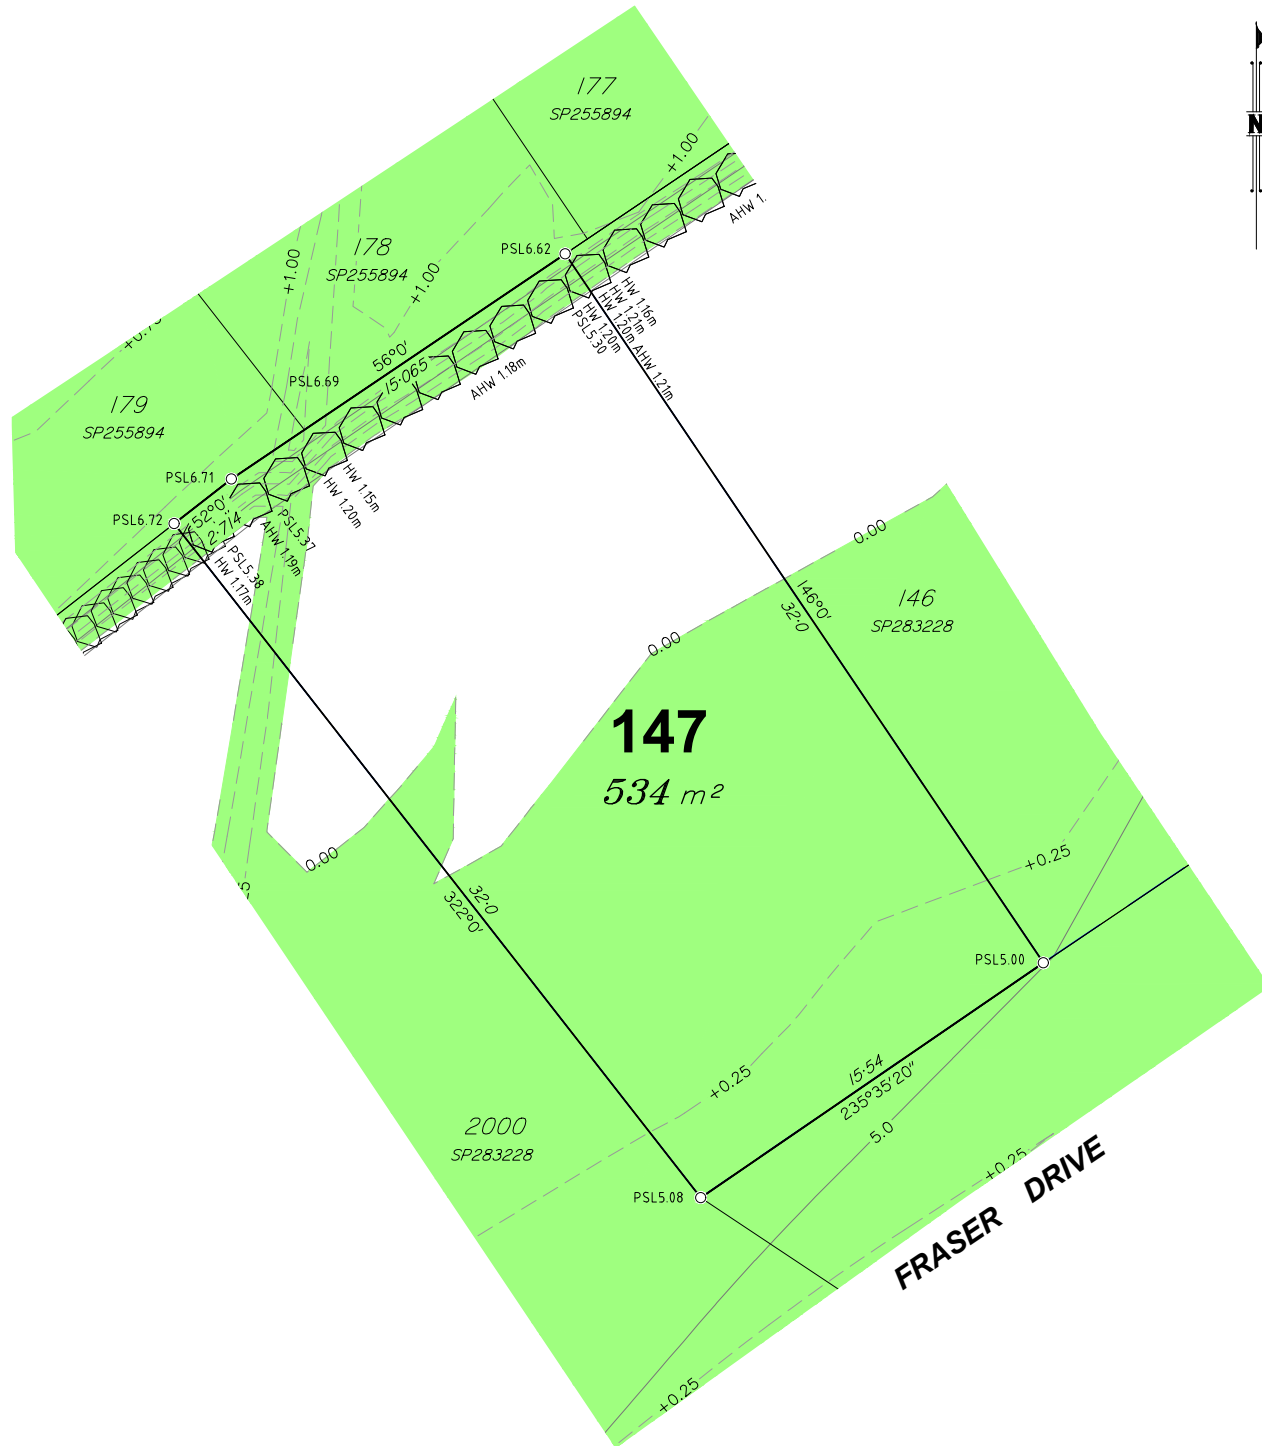 177
SP255894
+1.00
N
AHW 1.
PSL6.62
178
SP255894
+1.00
+1.00
HW 1.16m
HW 1.21m
HW 1.20m
HW 1.20m
PSL5.30
AHW 1.21m
56°0'
15·065
AHW 1.18m
PSL6.69
179
SP255894
PSL6.71
PSL6.72
52°0'
2·714
HW 1.15m
HW 1.20m
PSL5.37
AHW 1.19m
PSL5.38
HW 1.17m
0.00
146°0'
32·0
146
SP283228
0.00
147
534 m²
0.00
32·0
322°0'
+0.25
PSL5.00
15·54
235°35'20"
+0.25
5.0
2000
SP283228
PSL5.08
+0.25
FRASER DRIVE
+0.25